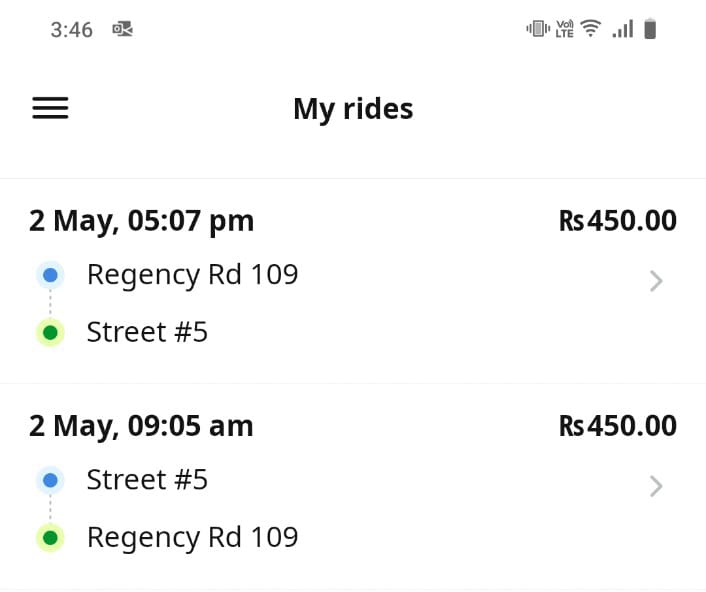 3:46
Vo)
LTE
My rides
2 May, 05:07 pm
Rs450.00
Regency Rd 109
Street #5
2 May, 09:05 am
Rs450.00
Street #5
Regency Rd 109